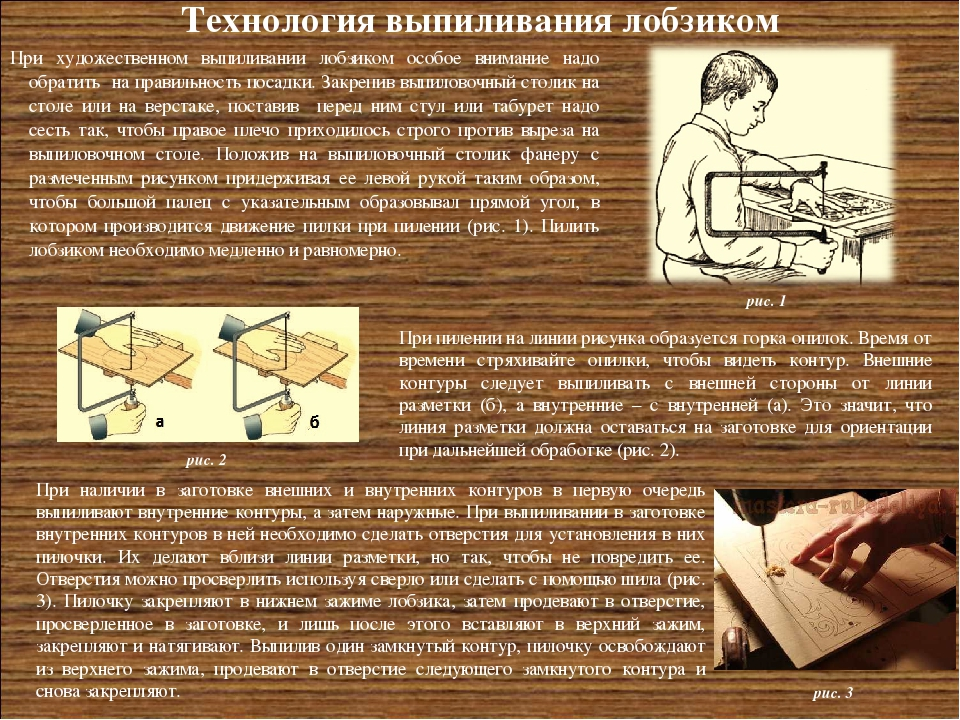 Технология выпиливания лобзиком
При художественном выпиливании лобзиком особое внимание надо
обратить на правильность посадки. Закрепив выпиловочный столик на
столе или на верстаке, поставив перед ним стул или табурет надо
сесть так, чтобы правое плечо приходилось строго против выреза на
выпиловочном столе. Положив на выпиловочный столик фанеру с
размеченным рисунком придерживая ее левой рукой таким образом,
чтобы большой палец с указательным образовывал прямой угол, в
котором производится движение пилки при пилении (рис. 1). Пилить
лобзиком необходимо медленно и равномерно.
рис. 1
а
б
рис. 2
При пилении на линии рисунка образуется горка опилок. Время от
времени стряхивайте опилки, чтобы видеть контур. Внешние
контуры следует выпиливать с внешней стороны от линии
разметки (б), а внутренние – с внутренней (а). Это значит, что
линия разметки должна оставаться на заготовке для ориентации
при дальнейшей обработке (рис. 2).
При наличии в заготовке внешних и внутренних контуров в первую очередь
выпиливают внутренние контуры, а затем наружные. При выпиливании в заготовке
внутренних контуров в ней необходимо сделать отверстия для установления в них
пилочки. Их делают вблизи линии разметки, но так, чтобы не повредить ее.
Отверстия можно просверлить используя сверло или сделать с помощью шила (рис.
3). Пилочку закрепляют в нижнем зажиме лобзика, затем продевают в отверстие,
просверленное в заготовке, и лишь после этого вставляют в верхний зажим,
закрепляют и натягивают. Выпилив один замкнутый контур, пилочку освобождают
из верхнего зажима, продевают в отверстие следующего замкнутого контура и
снова закрепляют.
рис. 3